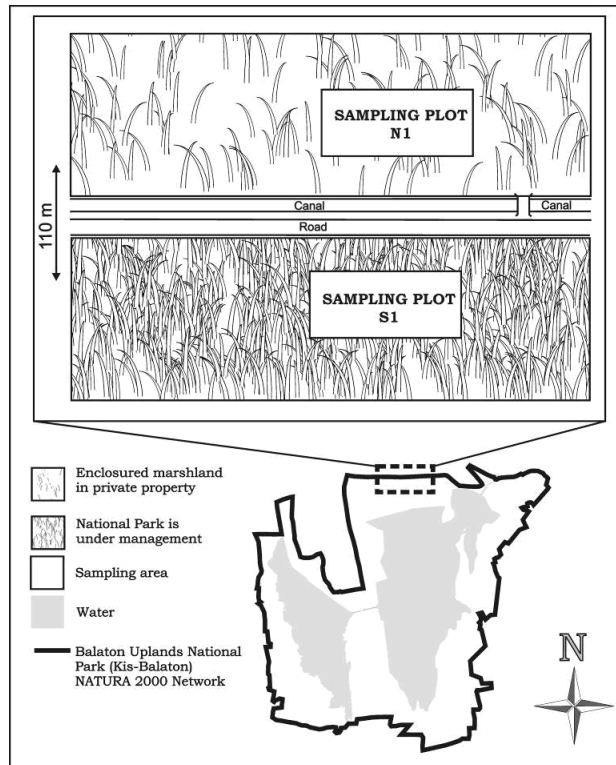 SAMPLING PLOT
N1
110 m
Canal
Canal
Road
SAMPLING PLOT
S1
Enclosured marshland
in private property
National Park is
under management
Sampling area
Water
Balaton Uplands National
Park (Kis-Balaton)
NATURA 2000 Network
N